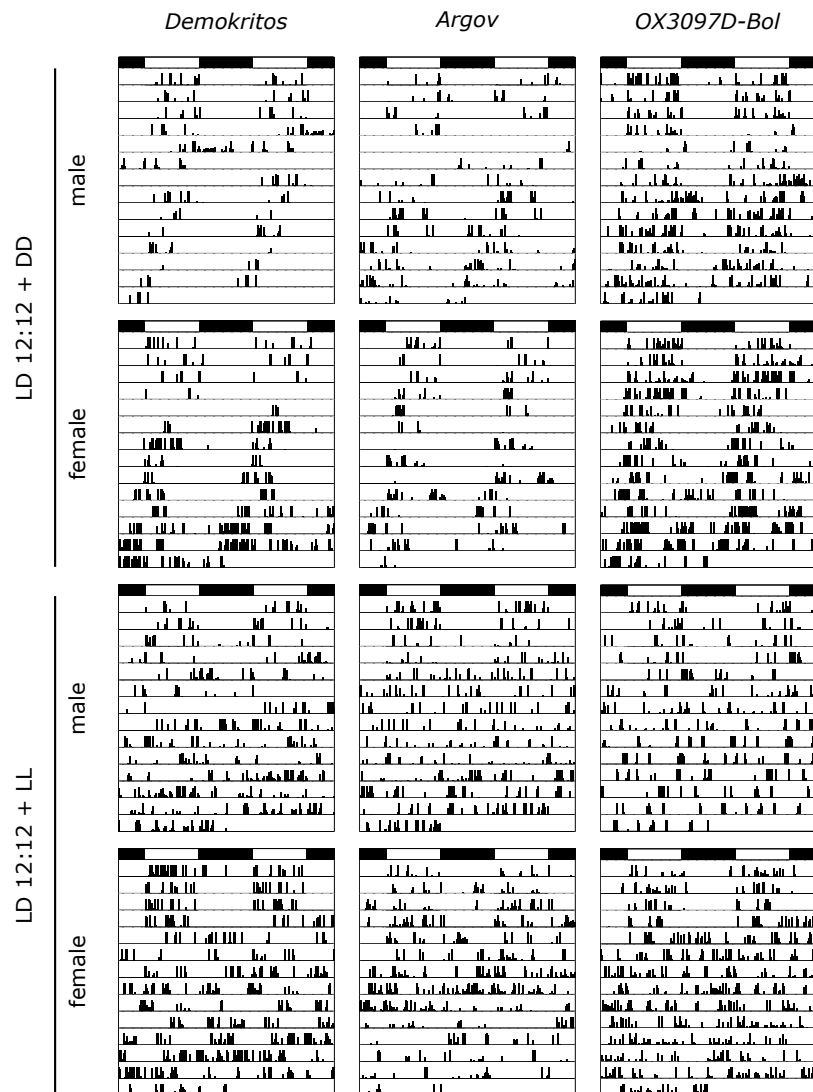 Demokritos
Argov
OX3097D-Bol
LD 12:12 + DD
male
female
LD 12:12 + LL
male
female